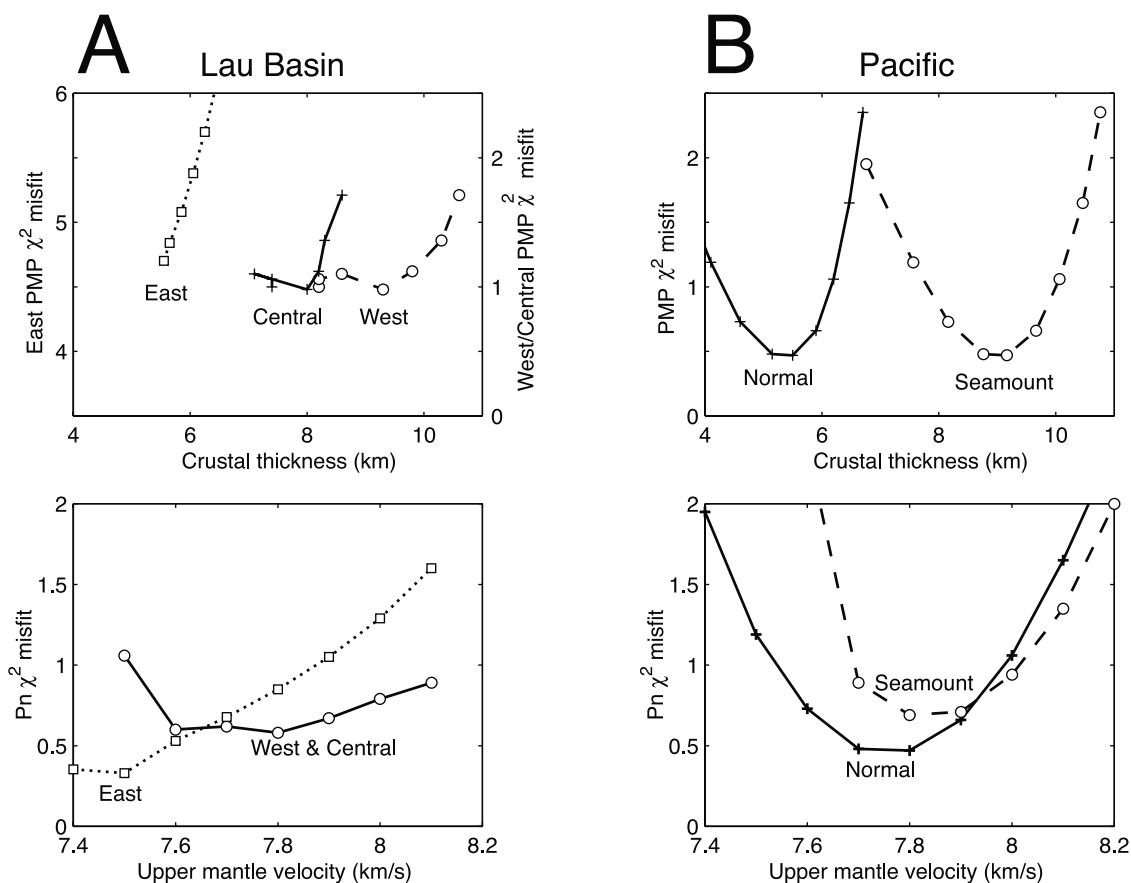 A
Lau Basin
6
5
4
East PMP χ² misfit
2
1
0
West/Central PMP χ² misfit
East
Central
West
4
6
8
10
Crustal thickness (km)
B
Pacific
2
1
0
PMP χ² misfit
Normal
Seamount
4
6
8
10
Crustal thickness (km)
2
1.5
1
0.5
0
Pn χ² misfit
West & Central
East
7.4
7.6
7.8
8
8.2
Upper mantle velocity (km/s)
2
1.5
1
0.5
0
Pn χ² misfit
Seamount
Normal
7.4
7.6
7.8
8
8.2
Upper mantle velocity (km/s)